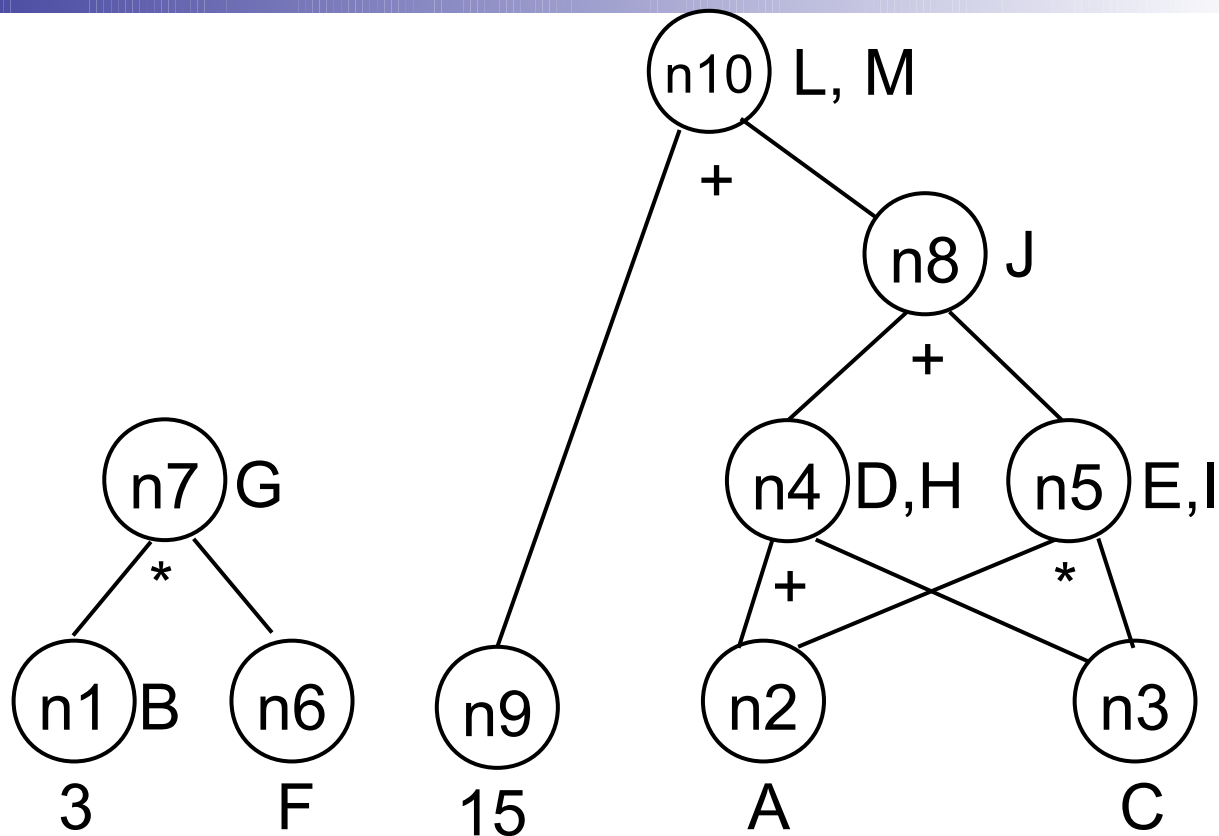 n10 L, M
+
n8 J
+
n7 G n4 D,H n5 E,I
* + *
n1 B n6 n9 n2 n3
3 F 15 A C